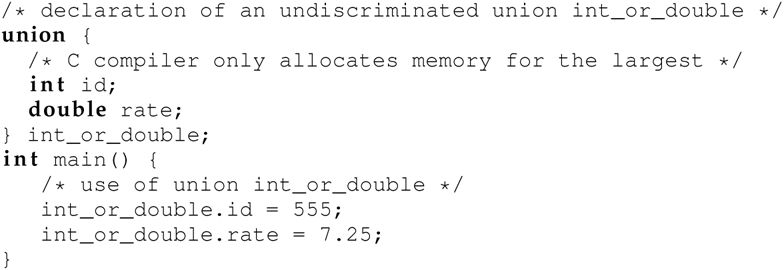 /* declaration of an undiscriminated union int_or_double */
union {
  /* C compiler only allocates memory for the largest */
  int id;
  double rate;
} int_or_double;
int main() {
   /* use of union int_or_double */
   int_or_double.id = 555;
   int_or_double.rate = 7.25;
}